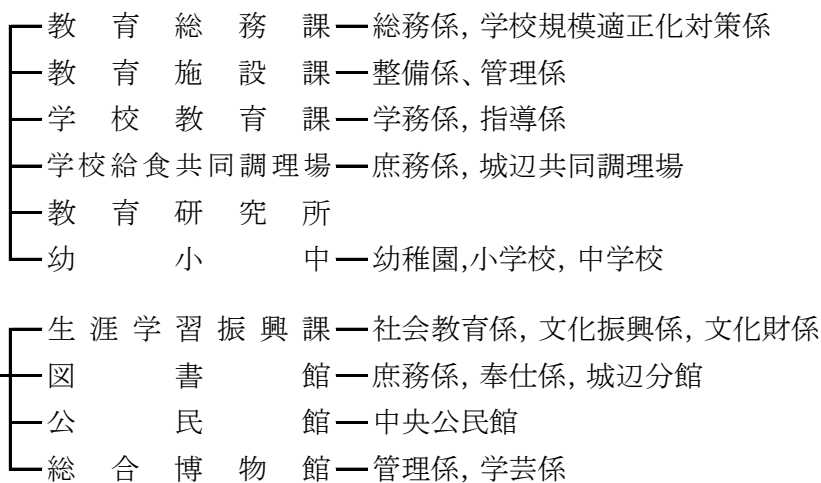 教育総務課―総務係, 学校規模適正化対策係
教育施設課―整備係、管理係
学校教育課―学務係, 指導係
学校給食共同調理場―庶務係, 城辺共同調理場
教育研究所
幼小中―幼稚園,小学校, 中学校
生涯学習振興課―社会教育係, 文化振興係, 文化財係
図書館―庶務係, 奉仕係, 城辺分館
公民館―中央公民館
総合博物館―管理係, 学芸係